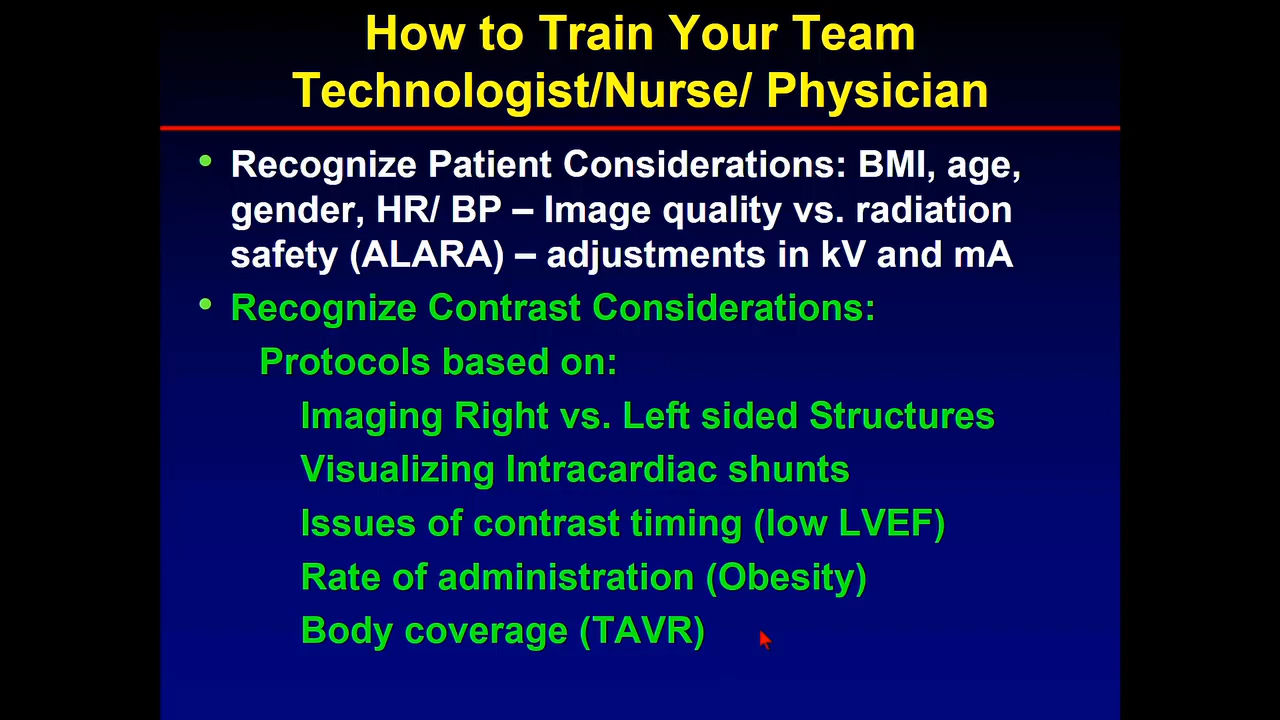 How to Train Your Team
Technologist/Nurse/ Physician
• Recognize Patient Considerations: BMI, age,
gender, HR/ BP – Image quality vs. radiation
safety (ALARA) – adjustments in kV and mA
• Recognize Contrast Considerations:
Protocols based on:
Imaging Right vs. Left sided Structures
Visualizing Intracardiac shunts
Issues of contrast timing (low LVEF)
Rate of administration (Obesity)
Body coverage (TAVR)